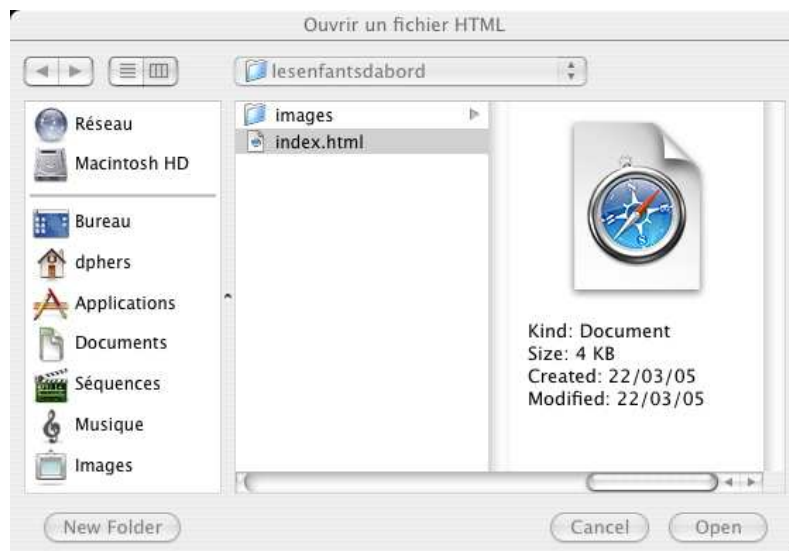 Ouvrir un fichier HTML
lesenfantsdabord
Réseau
Macintosh HD
Bureau
dphers
Applications
Documents
Séquences
Musique
Images
images
index.html
Kind: Document
Size: 4 KB
Created: 22/03/05
Modified: 22/03/05
New Folder
Cancel
Open